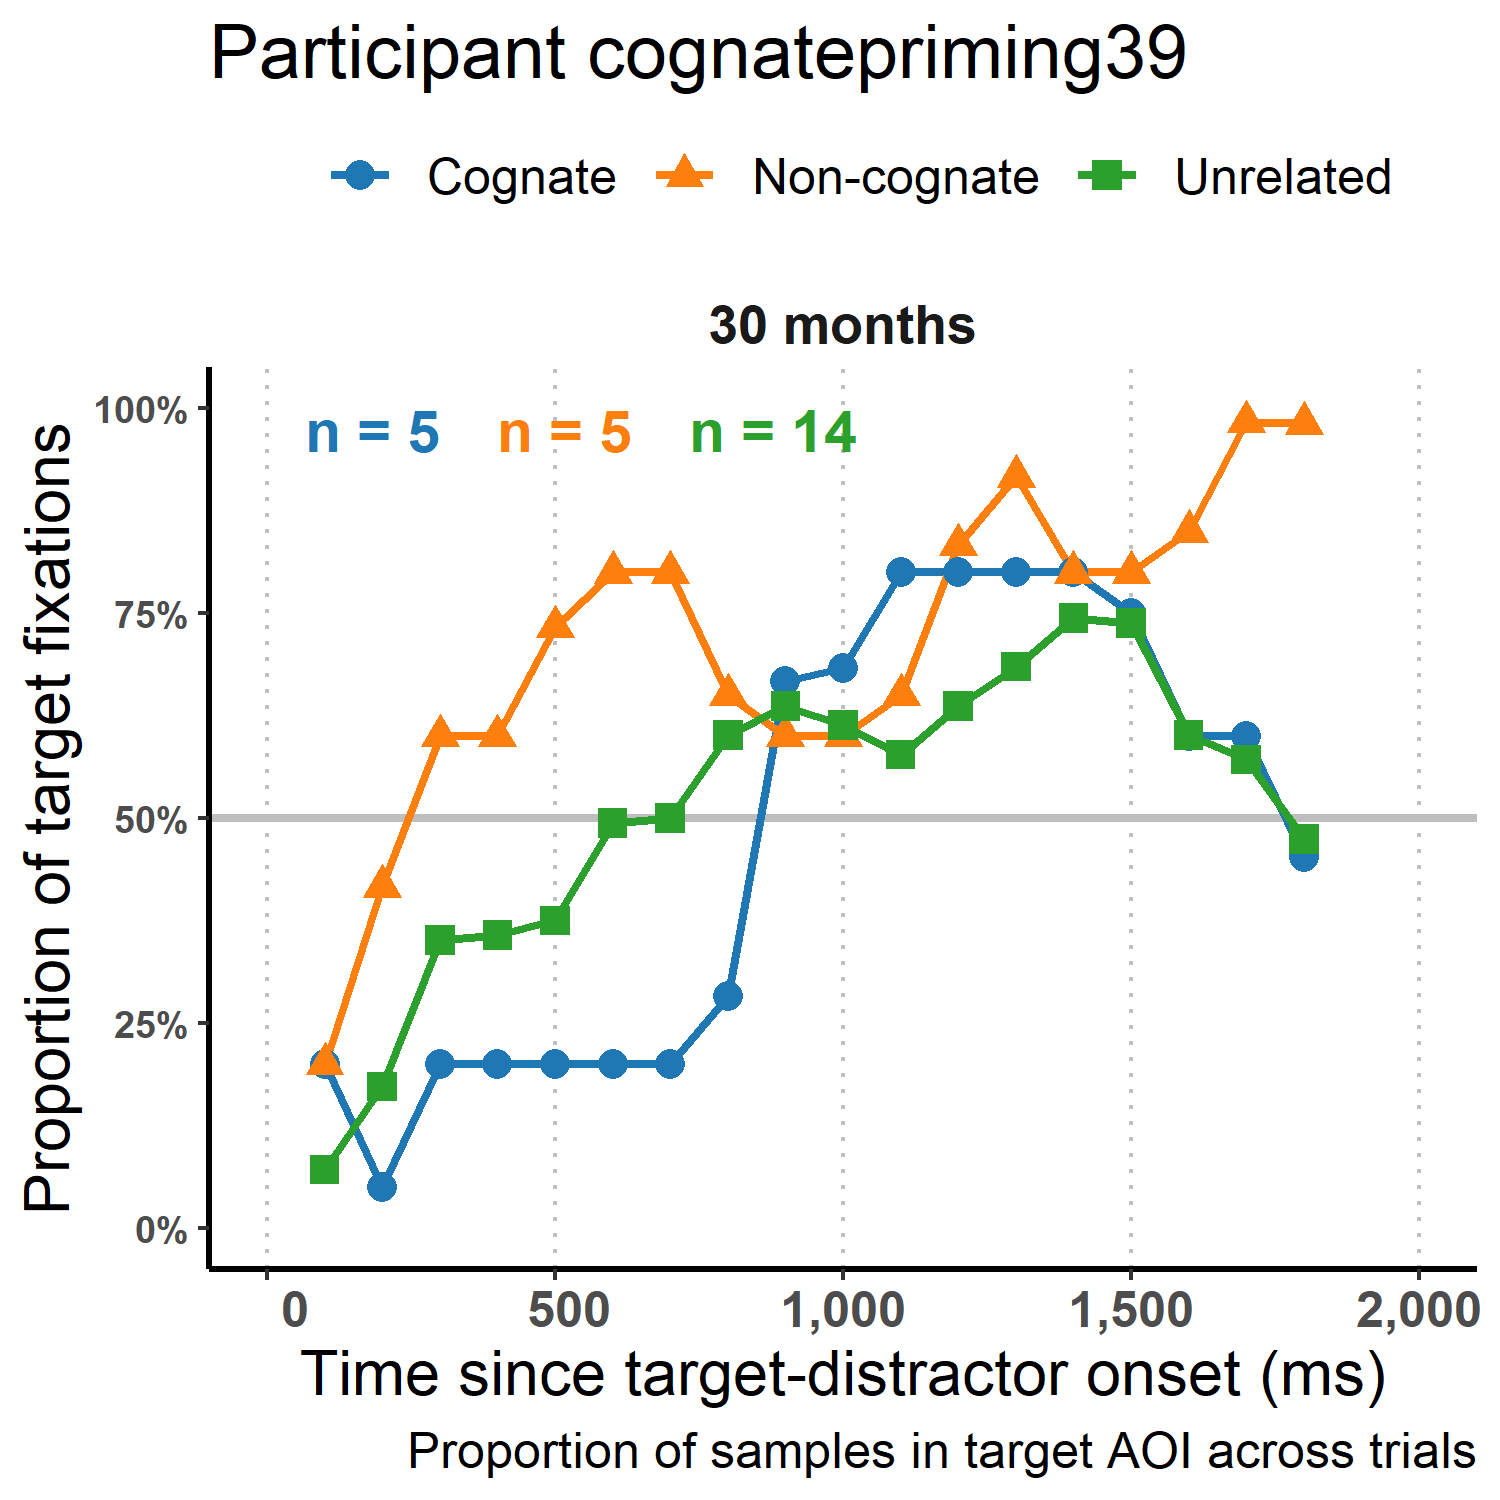 Participant cognatepriming39
Cognate Non-cognate Unrelated
30 months
n = 5 n = 5 n = 14
100%
75%
50%
25%
0%
Proportion of target fixations
0 500 1,000 1,500 2,000
Time since target-distractor onset (ms)
Proportion of samples in target AOI across trials